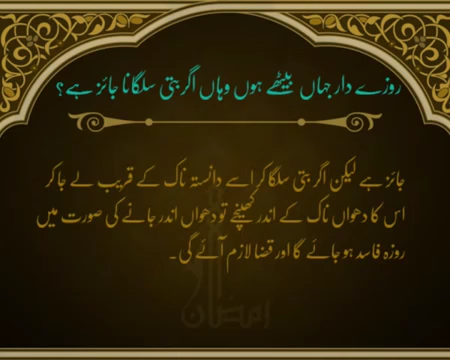 روزے دار جہاں بیٹھے ہوں وہاں اگر بتی سلگانا جائز ہے؟
جائز ہے لیکن اگر بتی سلگا کر اسے دانستہ ناک کے قریب لے جا کر
اس کا دھواں ناک کے اندر کھینچے تو دھواں اندر جانے کی صورت میں
روزہ فاسد ہو جائے گا اور قضا لازم آئے گی۔
رمضان